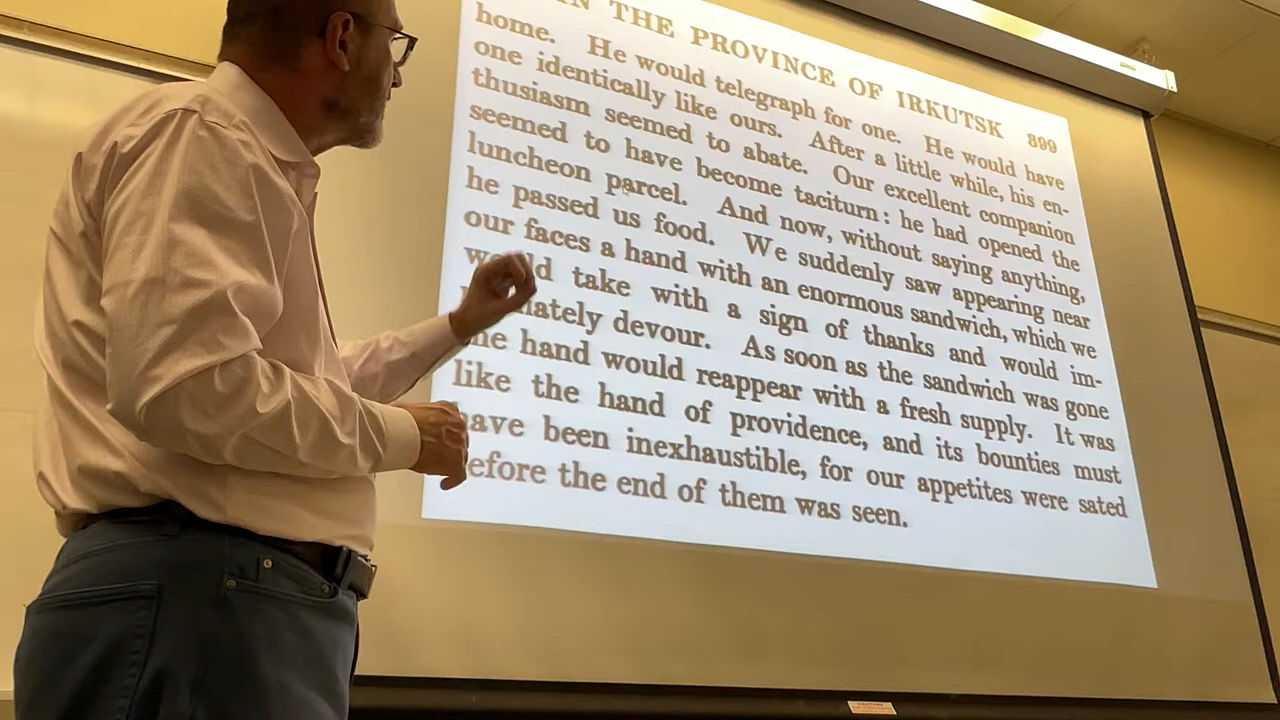 IN THE PROVINCE OF IRKUTSK 899
home. He would telegraph for one. He would have
one identically like ours. After a little while, his en-
thusiasm seemed to abate. Our excellent companion
seemed to have become taciturn: he had opened the
luncheon parcel. And now, without saying anything,
he passed us food. We suddenly saw appearing near
our faces a hand with an enormous sandwich, which we
would take with a sign of thanks and would im-
devour. As soon as the sandwich was gone
hand would reappear with a fresh supply. It was
like the hand of providence, and its bounties must
have been inexhaustible, for our appetites were sated
before the end of them was seen.